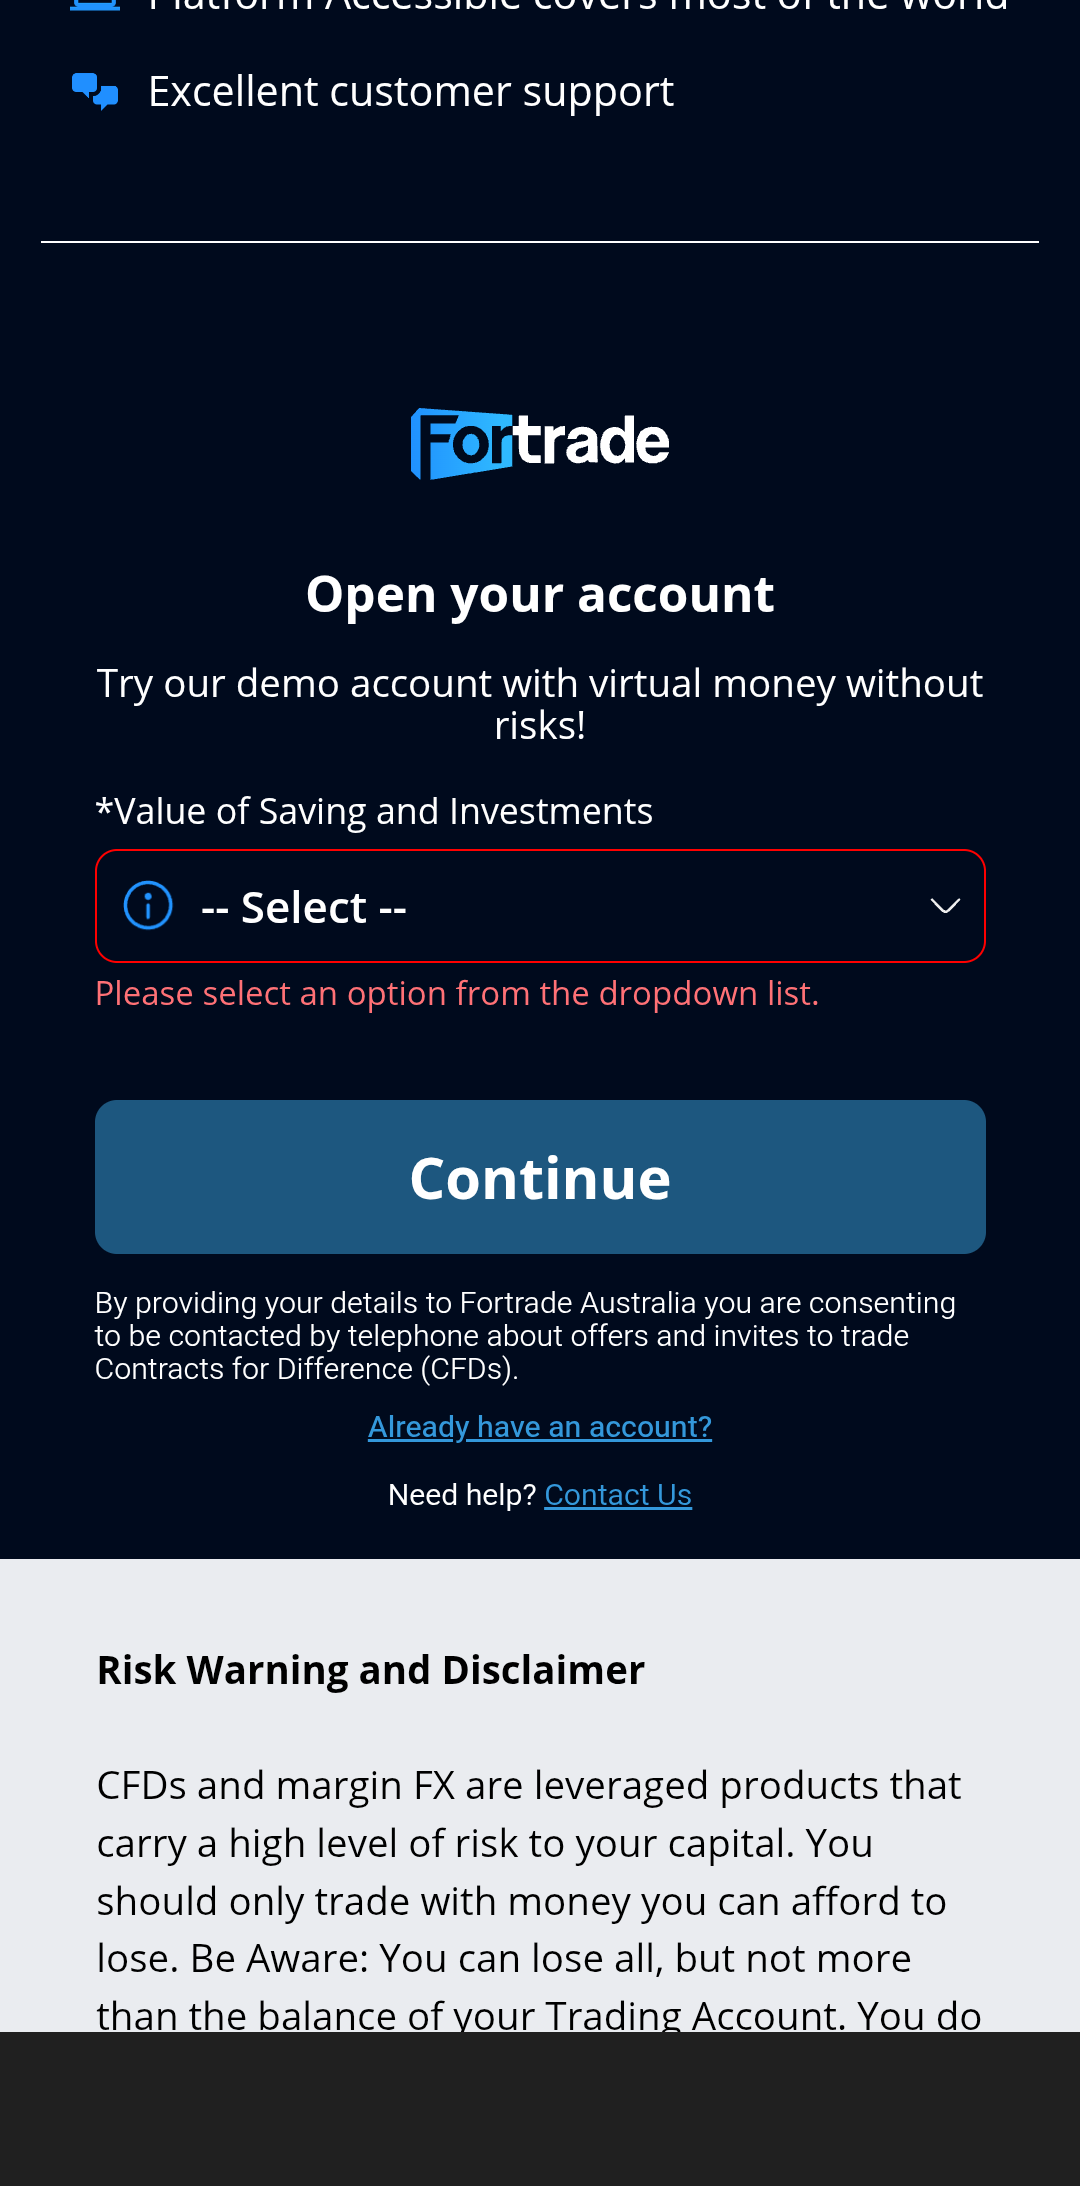 Platform Accessible covers most of the world
Excellent customer support
Fortrade
Open your account
Try our demo account with virtual money without
risks!
*Value of Saving and Investments
-- Select --
Please select an option from the dropdown list.
Continue
By providing your details to Fortrade Australia you are consenting
to be contacted by telephone about offers and invites to trade
Contracts for Difference (CFDs).
Already have an account?
Need help? Contact Us
Risk Warning and Disclaimer
CFDs and margin FX are leveraged products that
carry a high level of risk to your capital. You
should only trade with money you can afford to
lose. Be Aware: You can lose all, but not more
than the balance of your Trading Account. You do